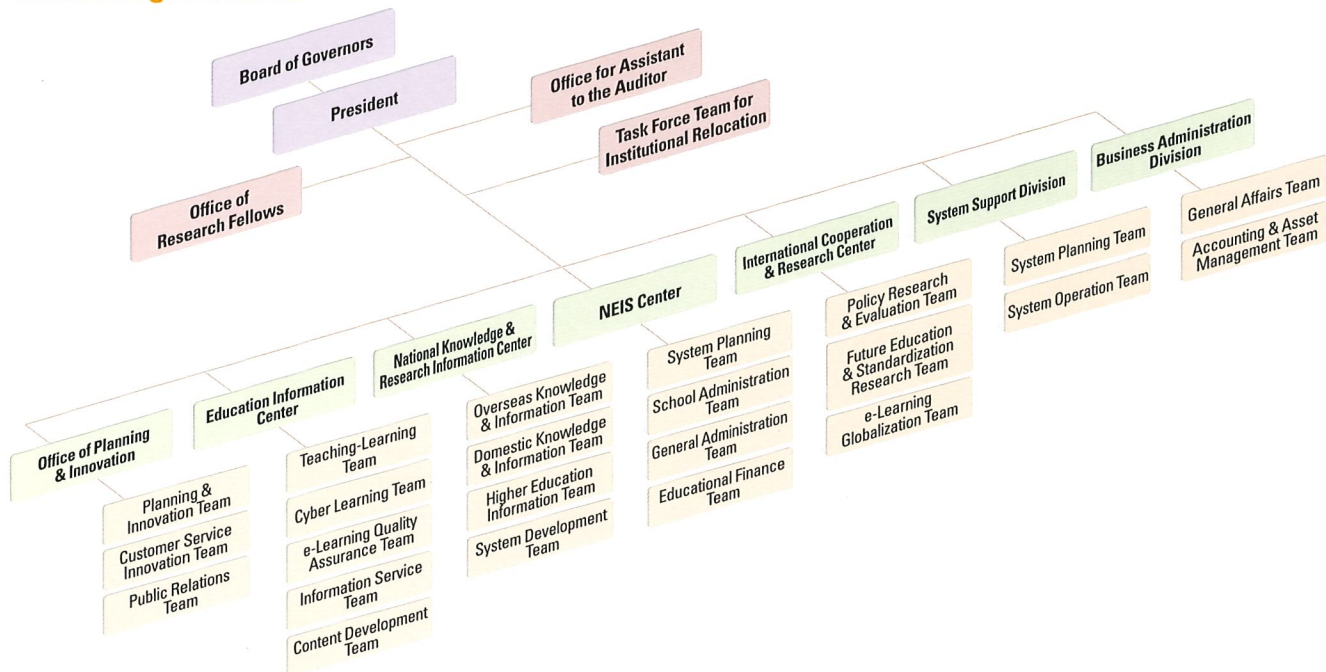 Board of Governors
President
Office for Assistant
to the Auditor
Task Force Team for
Institutional Relocation
Office of
Research Fellows
Office of Planning
& Innovation
Planning &
Innovation Team
Customer Service
Innovation Team
Public Relations
Team
Education Information
Center
Teaching-Learning
Team
Cyber Learning Team
e-Learning Quality
Assurance Team
Information Service
Team
Content Development
Team
National Knowledge &
Research Information Center
Overseas Knowledge
& Information Team
Domestic Knowledge
& Information Team
Higher Education
Information Team
System Development
Team
NEIS Center
System Planning
Team
School Administration
Team
General Administration
Team
Educational Finance
Team
International Cooperation
& Research Center
Policy Research
& Evaluation Team
Future Education
& Standardization
Research Team
e-Learning
Globalization Team
System Support Division
System Planning Team
System Operation Team
Business Administration
Division
General Affairs Team
Accounting & Asset
Management Team